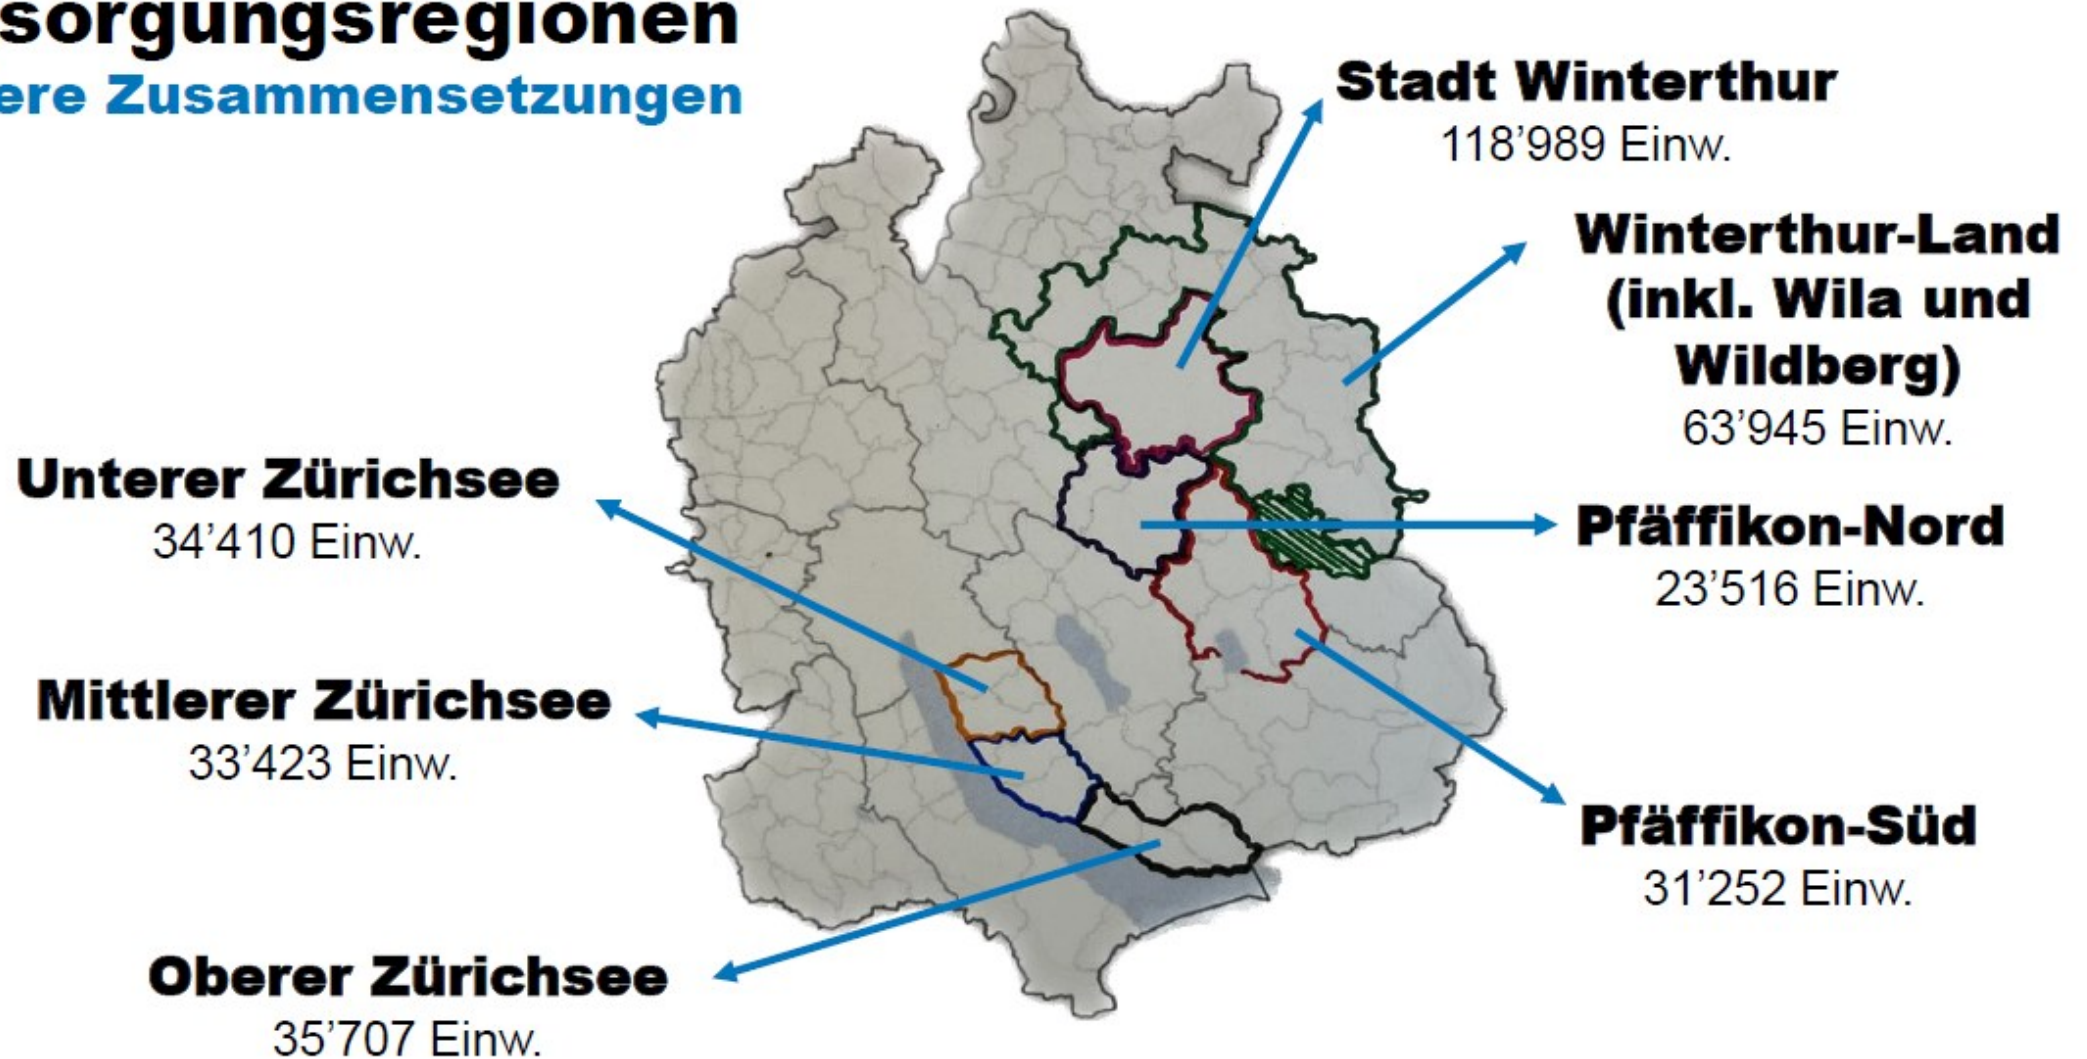 sorgungsregionen
ere Zusammensetzungen
Stadt Winterthur
118’989 Einw.
Winterthur-Land
(inkl. Wila und
Wildberg)
63’945 Einw.
Unterer Zürichsee
34’410 Einw.
Pfäffikon-Nord
23’516 Einw.
Mittlerer Zürichsee
33’423 Einw.
Pfäffikon-Süd
31’252 Einw.
Oberer Zürichsee
35’707 Einw.